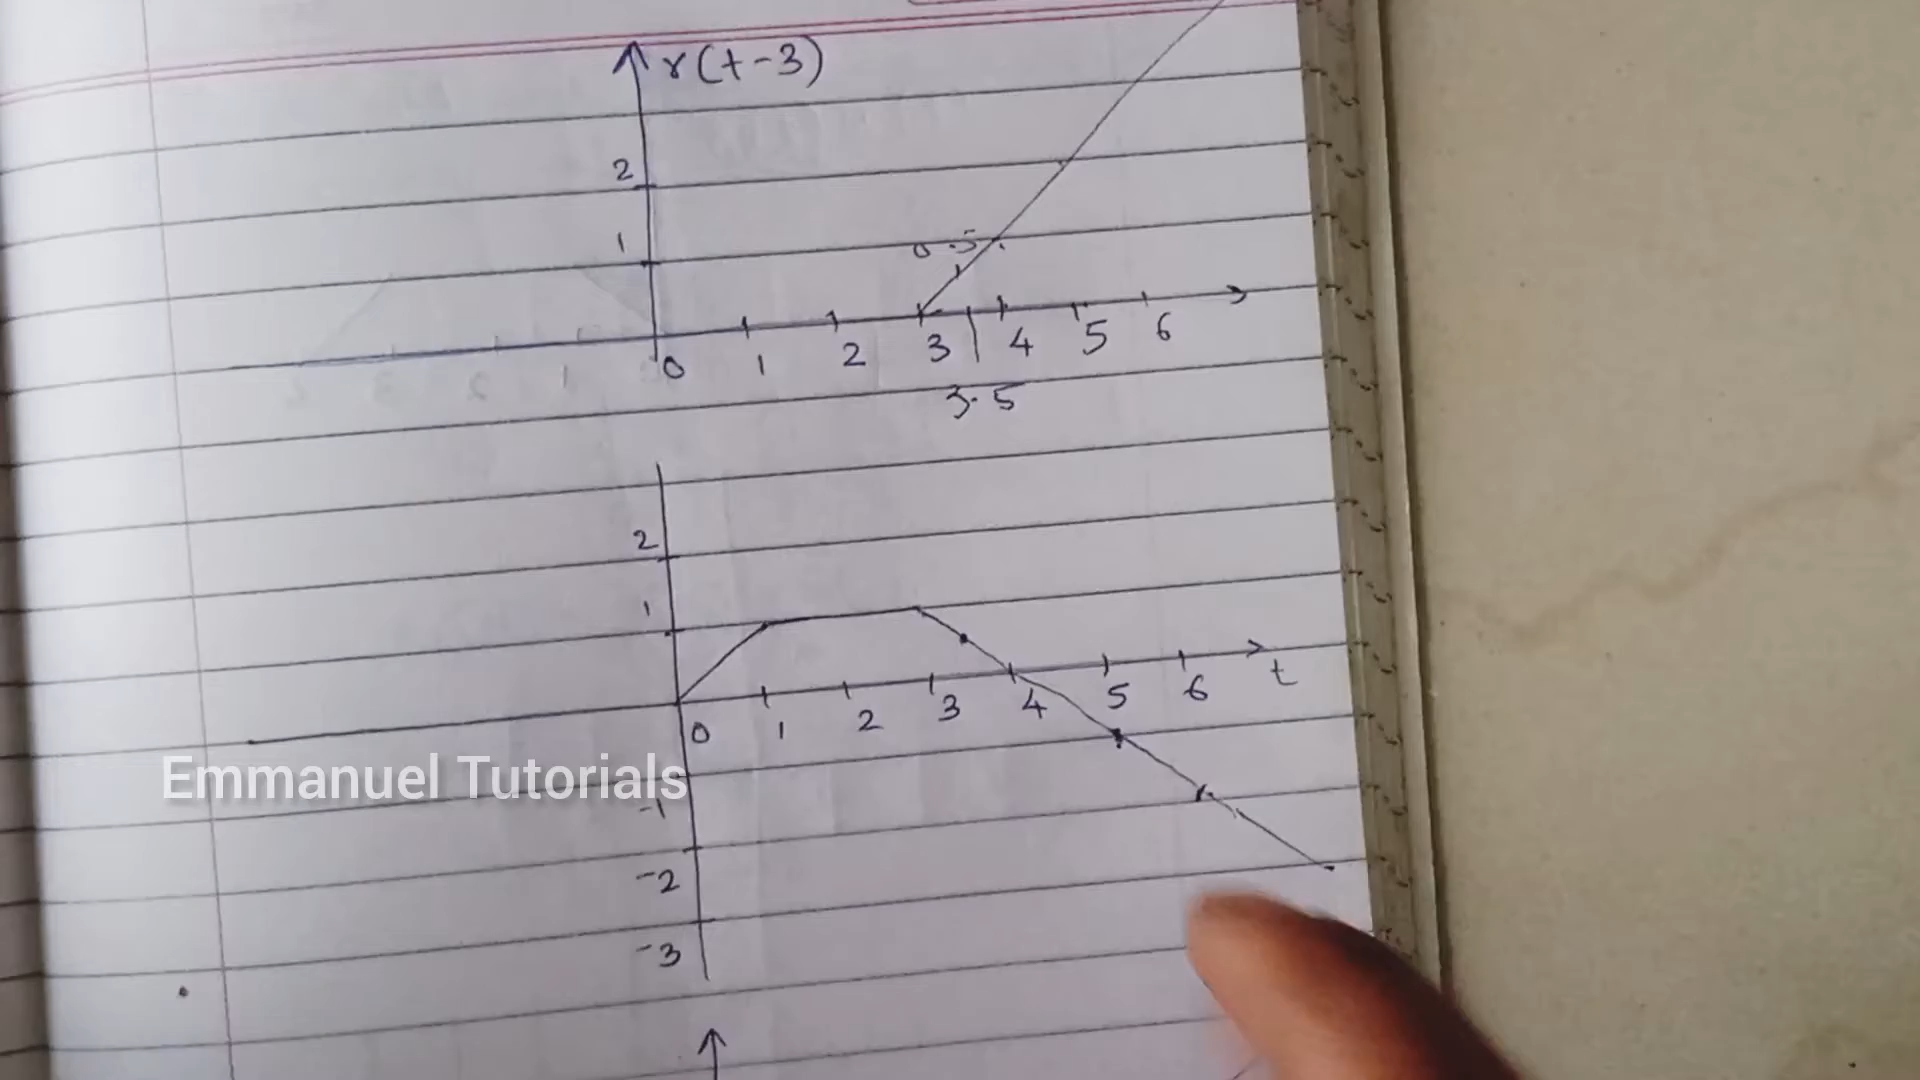 r(t-3)
2
1
0.5
0 1 2 3 4 5 6
3.5
2
1
0 1 2 3 4 5 6 t
Emmanuel Tutorials
-1
-2
-3